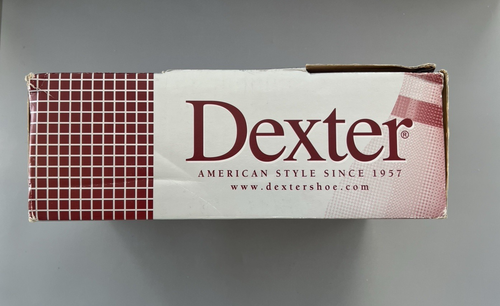 Dexter®
AMERICAN STYLE SINCE 1957
www.dextershoe.com